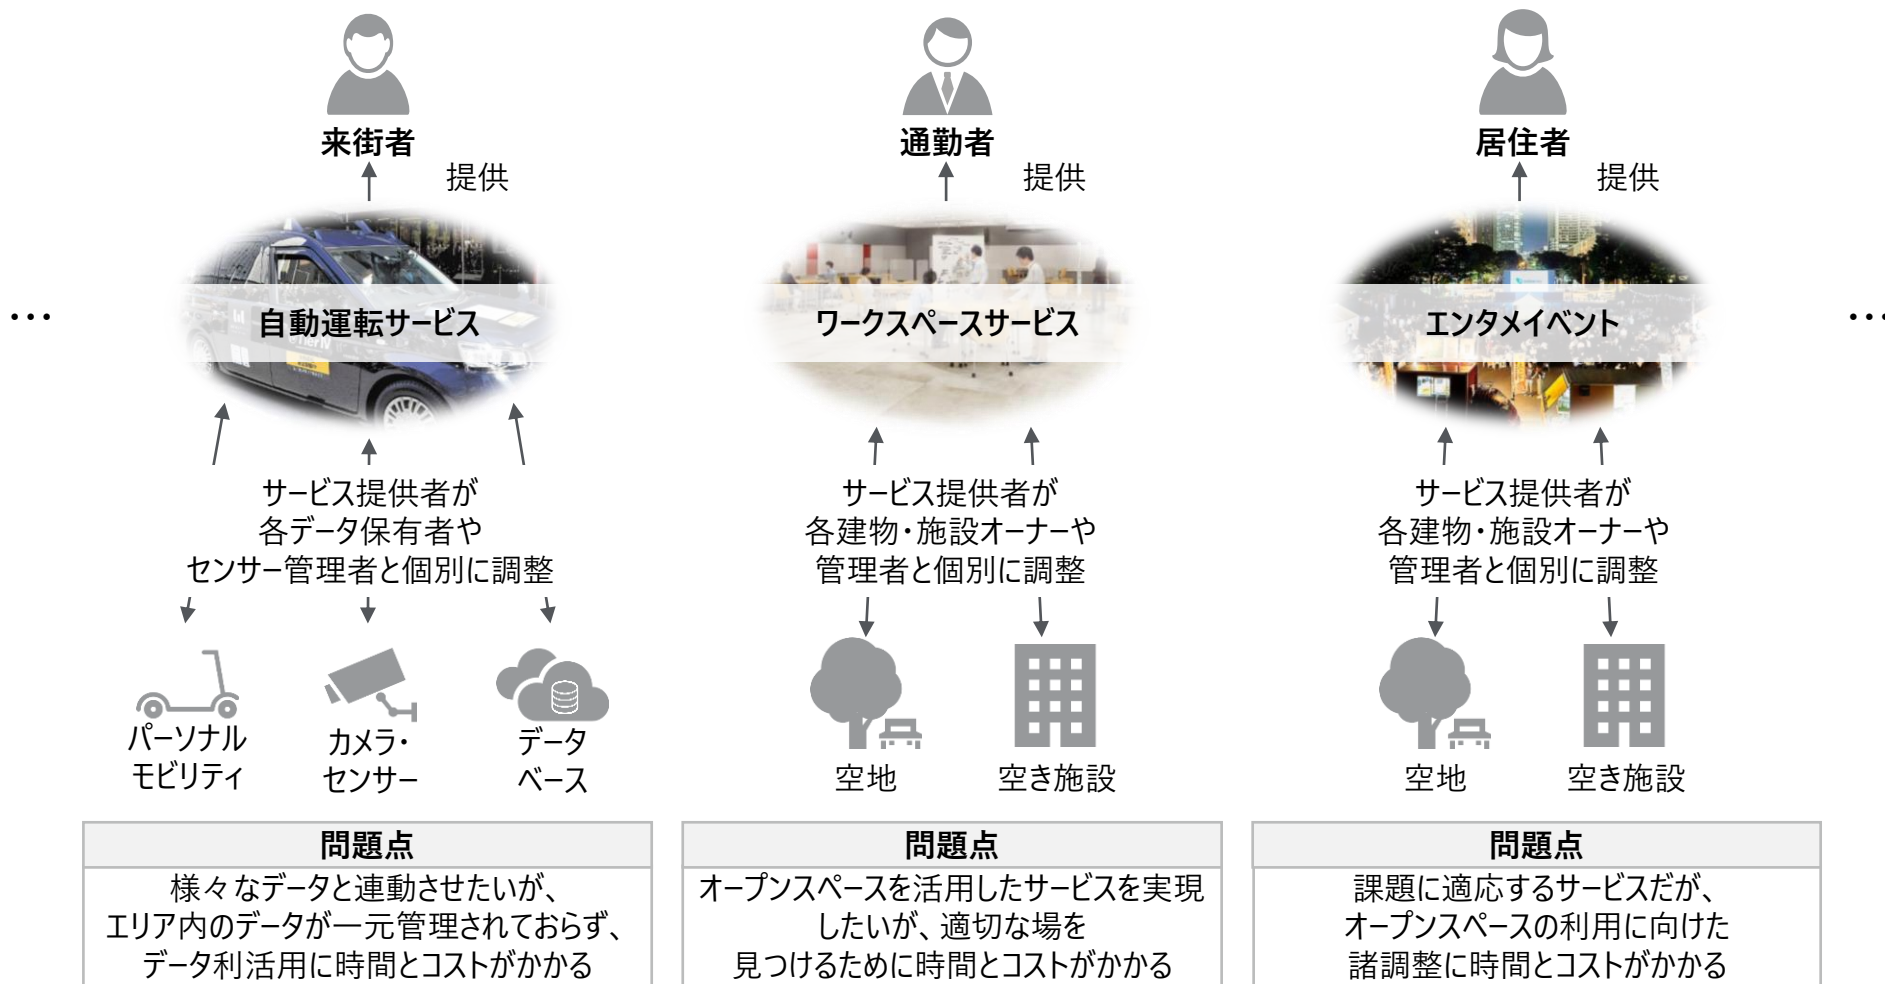 来街者
提供
自動運転サービス
サービス提供者が
各データ保有者や
センサー管理者と個別に調整
パーソナル
モビリティ
カメラ・
センサー
データ
ベース
問題点
様々なデータと連動させたいが、
エリア内のデータが一元管理されておらず、
データ利活用に時間とコストがかかる
通勤者
提供
ワークスペースサービス
サービス提供者が
各建物・施設オーナーや
管理者と個別に調整
空地
空き施設
問題点
オープンスペースを活用したサービスを実現
したいが、適切な場を
見つけるために時間とコストがかかる
居住者
提供
エンタメイベント
サービス提供者が
各建物・施設オーナーや
管理者と個別に調整
空地
空き施設
問題点
課題に適応するサービスだが、
オープンスペースの利用に向けた
諸調整に時間とコストがかかる
…
…